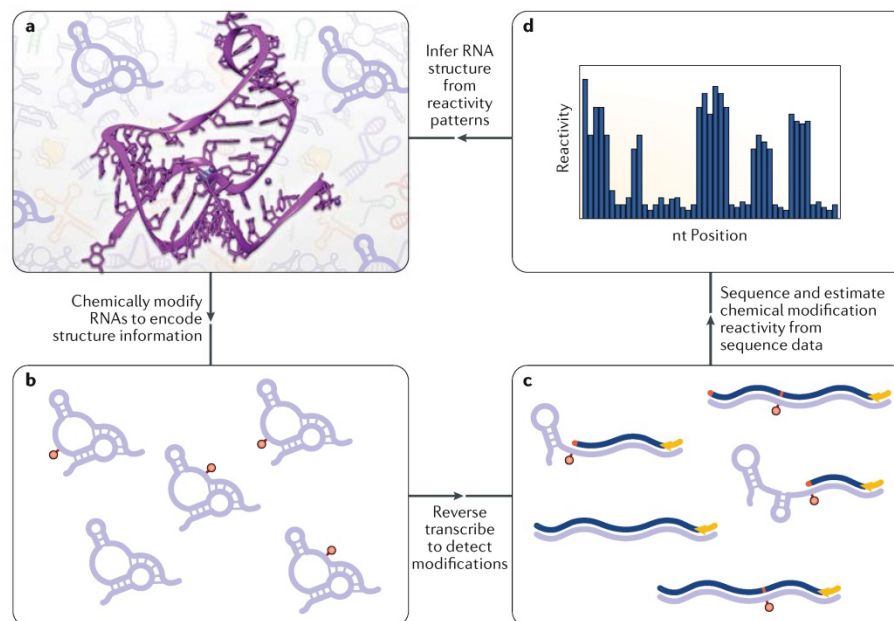 a
Infer RNA
structure
from
reactivity
patterns
d
Reactivity
nt Position
Chemically modify
RNAs to encode
structure information
Sequence and estimate
chemical modification
reactivity from
sequence data
b
Reverse
transcribe
to detect
modifications
c